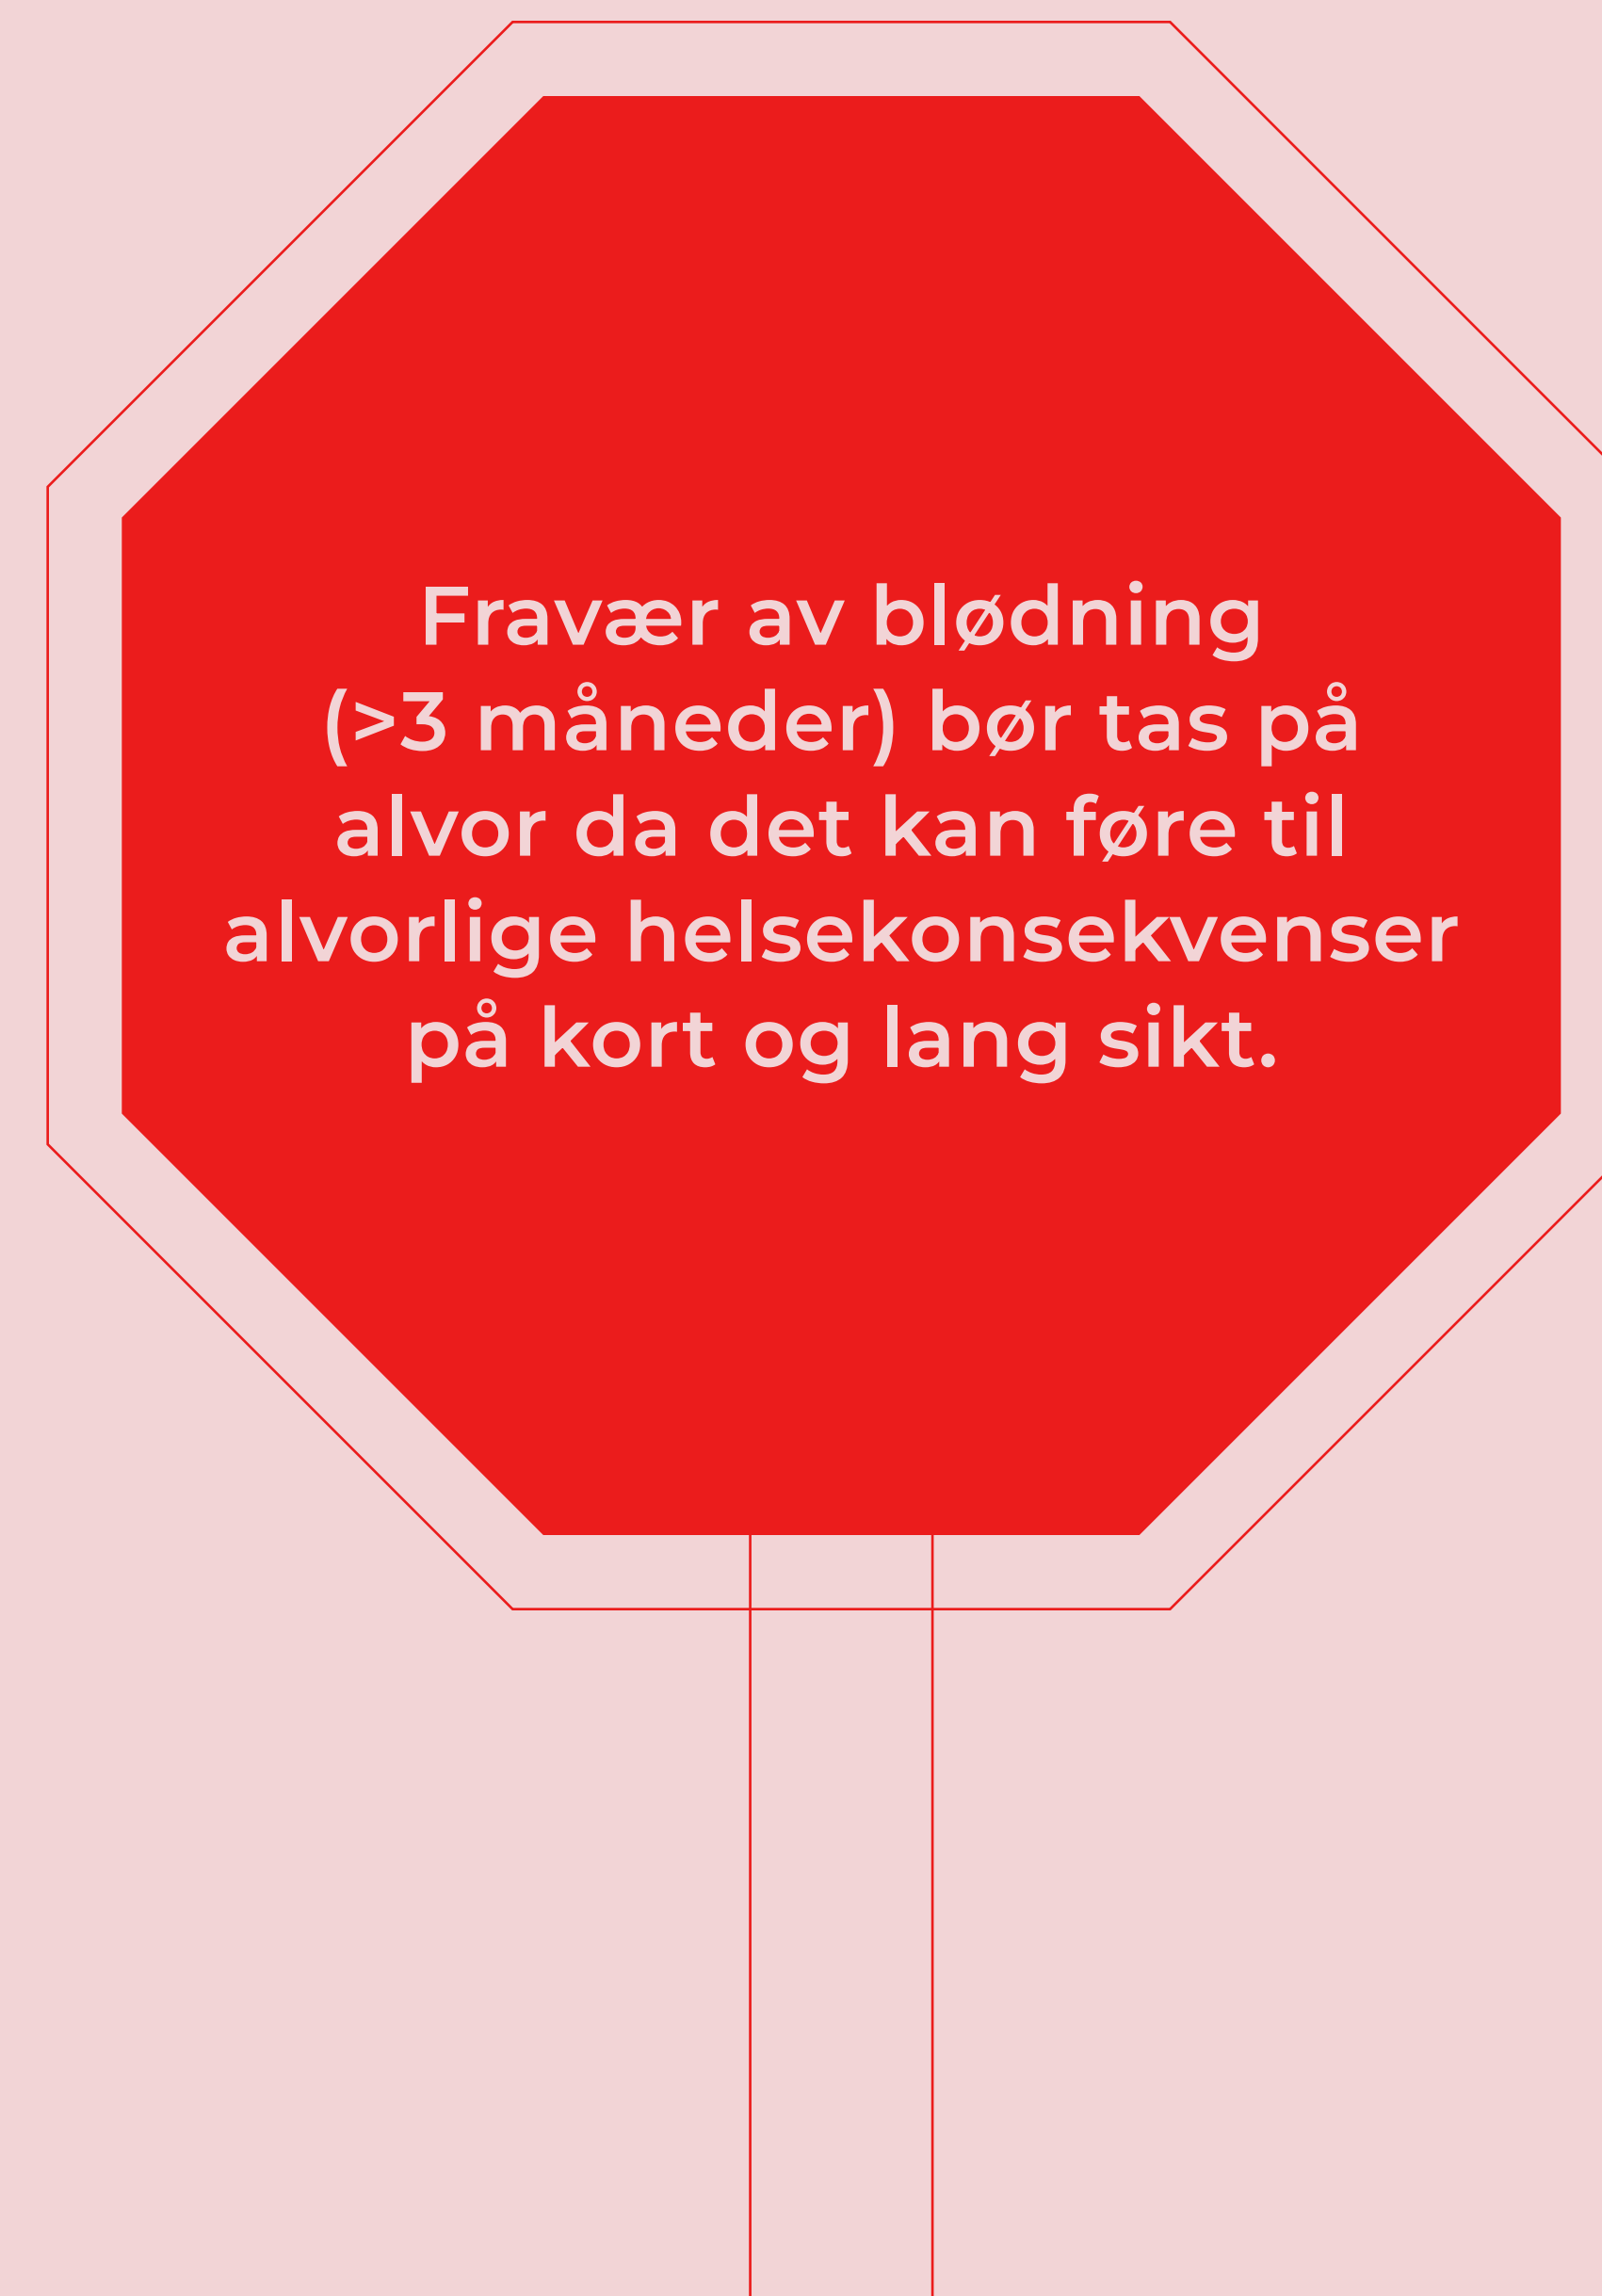 Fravær av blødning
(>3 måneder) bør tas på
alvor da det kan føre til
alvorlige helsekonsekvenser
på kort og lang sikt.